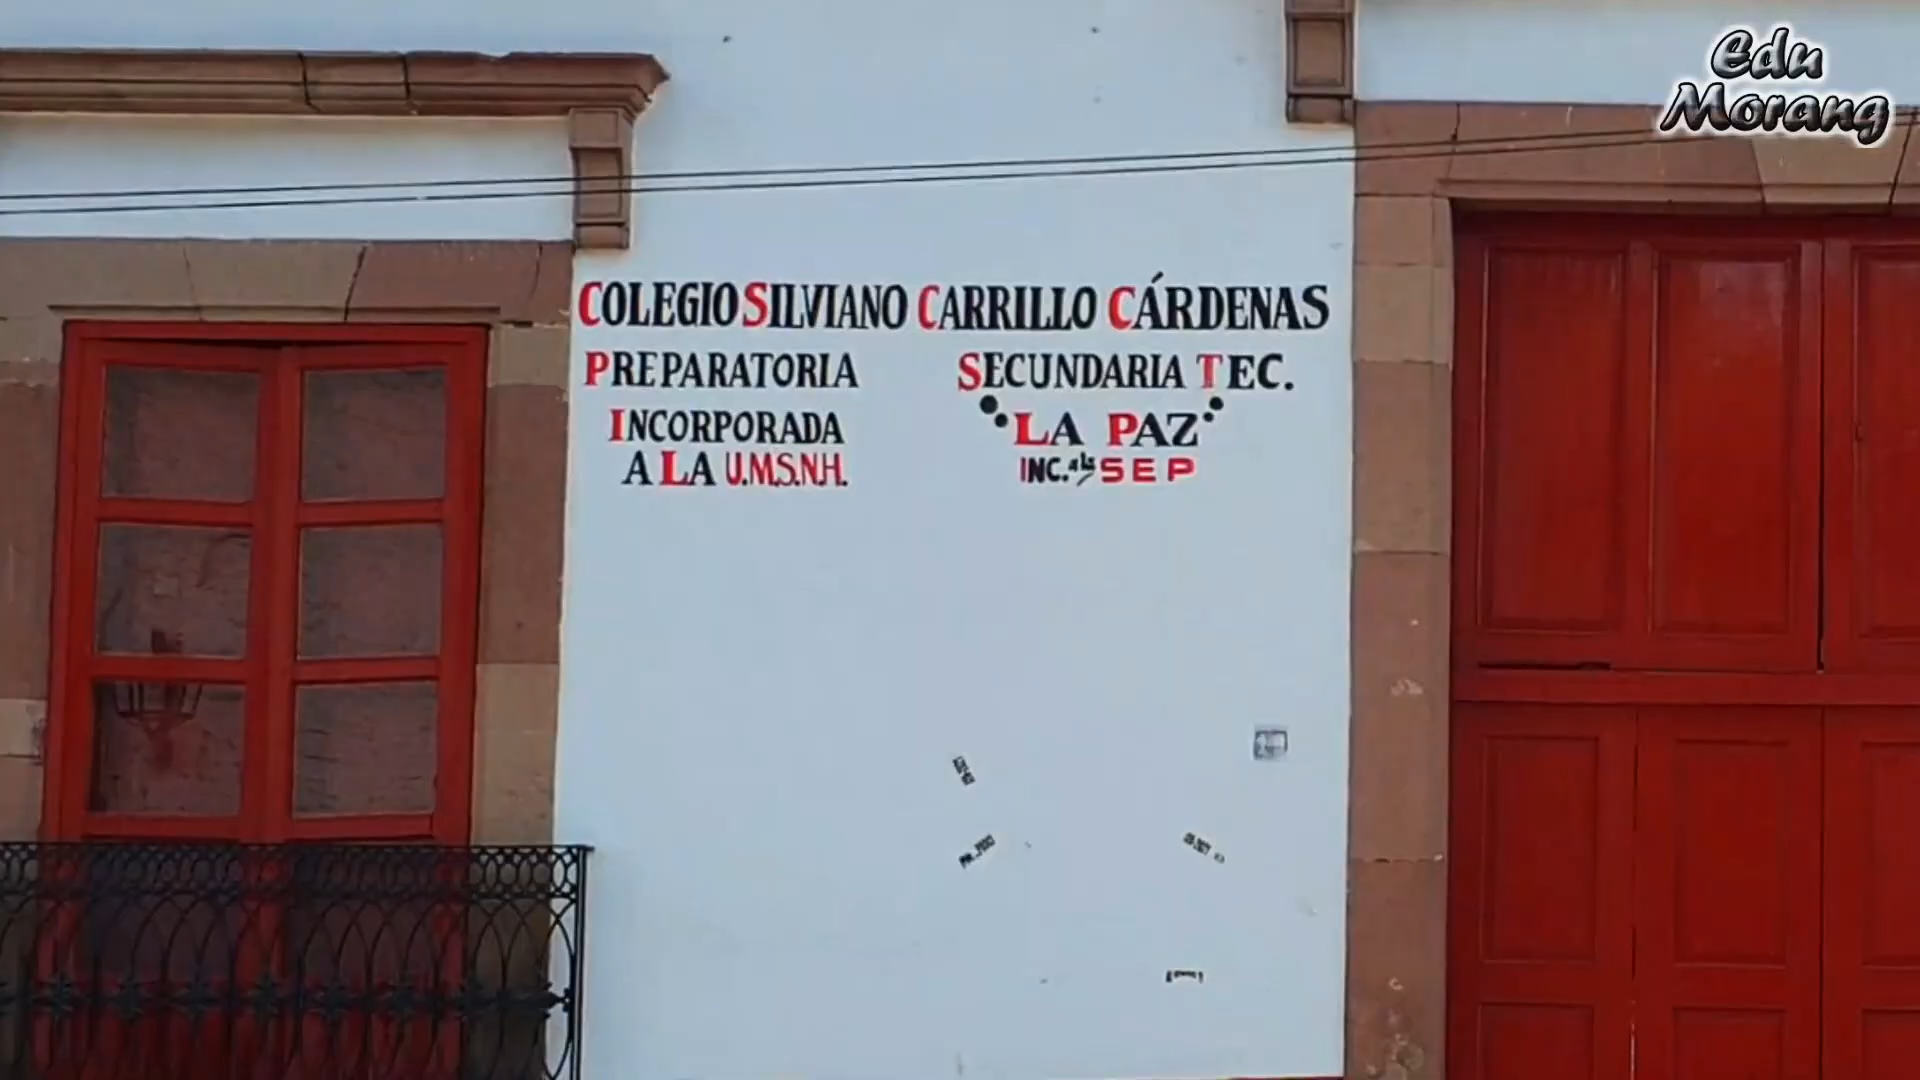 Edu
Morang
COLEGIO SILVIANO CARRILLO CÁRDENAS
PREPARATORIA
INCORPORADA
A LA U.M.S.N.H.
SECUNDARIA TEC.
LA PAZ
INC. a la SEP